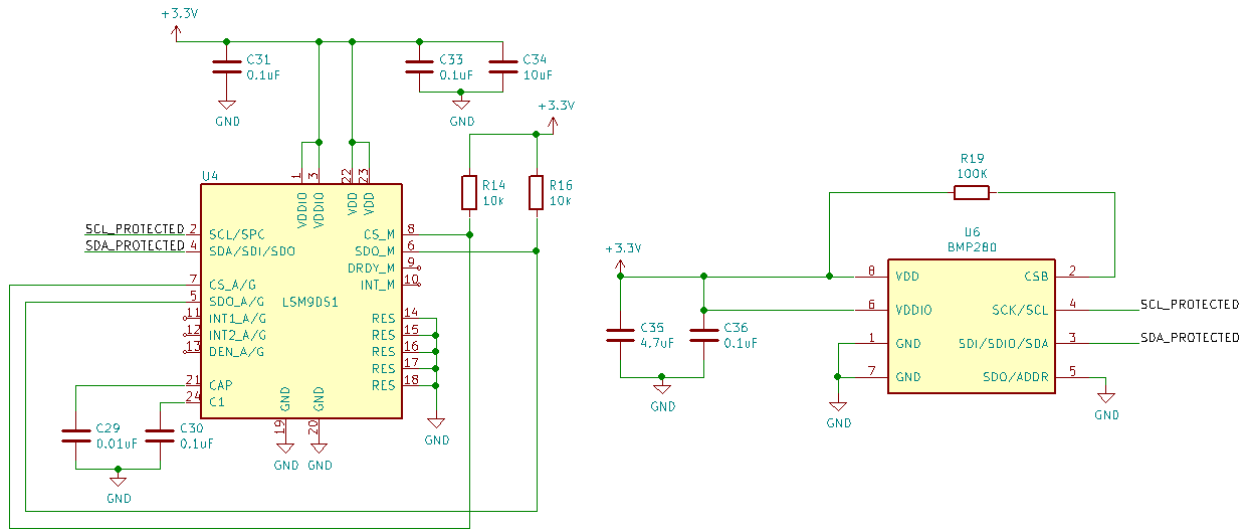 +3.3V
C31
0.1uF
GND
C33
0.1uF
C34
10uF
GND
+3.3V
R14
10k
R16
10k
U4
1
3
22
23
VDDIO
VDDIO
VDD
VDD
SCL_PROTECTED
2
SCL/SPC
CS_M
8
SDA_PROTECTED
4
SDA/SDI/SDO
SDO_M
6
DRDY_M
9
7
CS_A/G
INT_M
10
5
SDO_A/G
LSM9DS1
11
INT1_A/G
RES
14
12
INT2_A/G
RES
15
13
DEN_A/G
RES
16
RES
17
21
CAP
RES
18
24
C1
GND
GND
19
20
GND
GND
GND
C29
0.01uF
C30
0.1uF
GND
R19
100K
U6
BMP280
+3.3V
8
VDD
CSB
2
6
VDDIO
SCK/SCL
4
SCL_PROTECTED
C35
4.7uF
C36
0.1uF
1
GND
SDI/SDIO/SDA
3
SDA_PROTECTED
7
GND
SDO/ADDR
5
GND
GND
GND